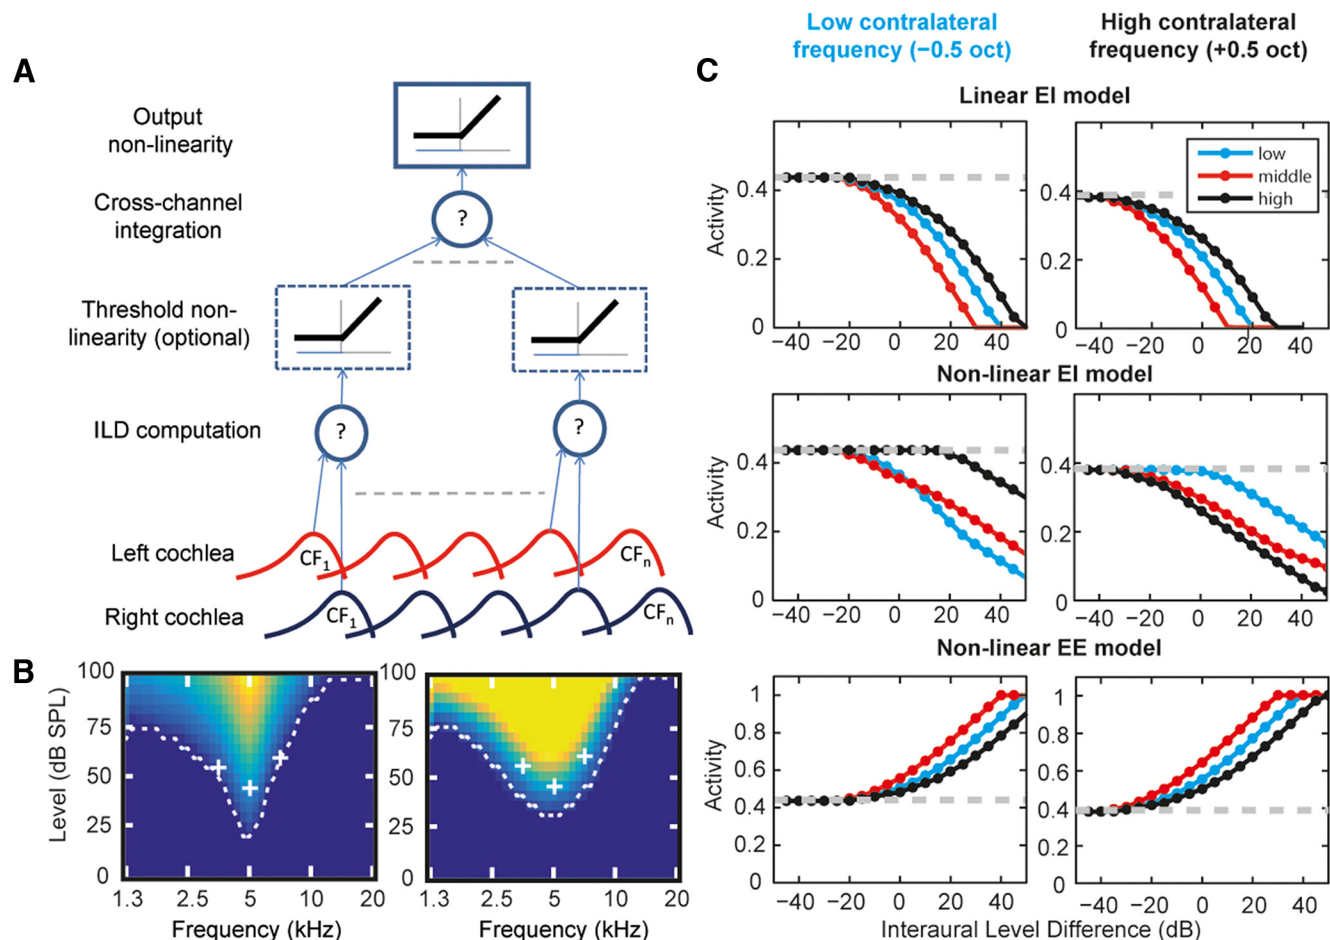 A
Output
non-linearity
Cross-channel
integration
?
Threshold non-
linearity (optional)
ILD computation
?
?
Left cochlea
CF1
CFn
Right cochlea
CF1
CFn
B
Level (dB SPL)
100
75
50
25
0
1.3
2.5
5
10
20
Frequency (kHz)
100
75
50
25
0
1.3
2.5
5
10
20
Frequency (kHz)
C
Low contralateral
frequency (−0.5 oct)
High contralateral
frequency (+0.5 oct)
Linear EI model
Activity
0.4
0.2
0
−40
−20
0
20
40
0.4
0.2
0
−40
−20
0
20
40
low
middle
high
Non-linear EI model
Activity
0.4
0.2
0
−40
−20
0
20
40
0.4
0.2
0
−40
−20
0
20
40
Non-linear EE model
Activity
1
0.8
0.6
0.4
0.2
0
−40
−20
0
20
40
1
0.8
0.6
0.4
0.2
0
−40
−20
0
20
40
Interaural Level Difference (dB)